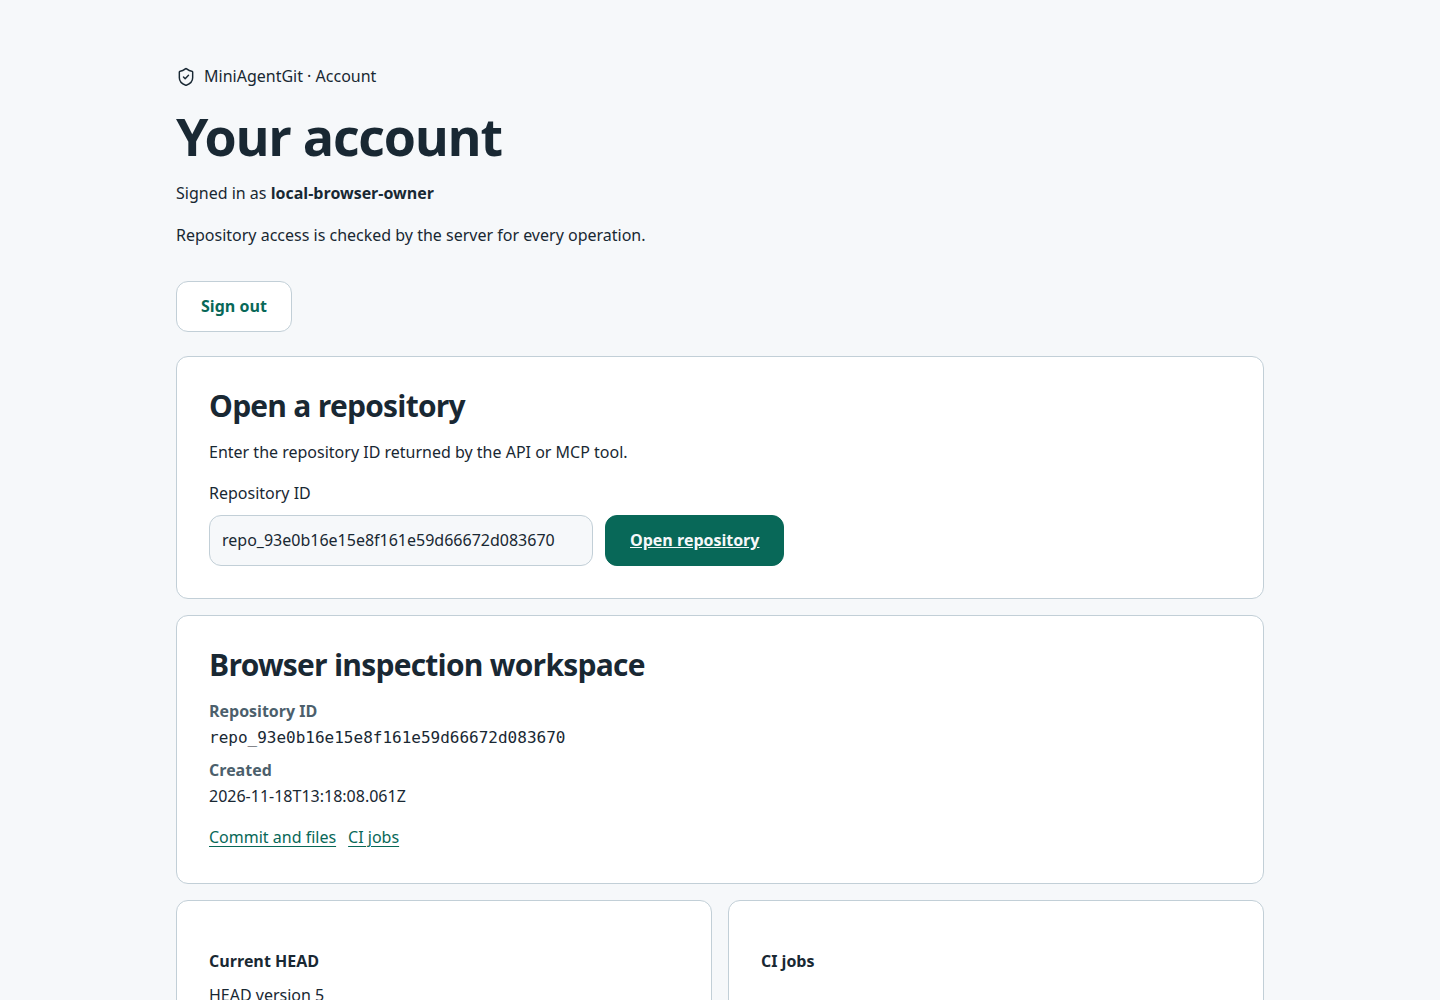 MiniAgentGit · Account
Your account
Signed in as local-browser-owner
Repository access is checked by the server for every operation.
Sign out
Open a repository
Enter the repository ID returned by the API or MCP tool.
Repository ID
repo_93e0b16e15e8f161e59d66672d083670
Open repository
Browser inspection workspace
Repository ID
repo_93e0b16e15e8f161e59d66672d083670
Created
2026-11-18T13:18:08.061Z
Commit and files CI jobs
Current HEAD
HEAD version 5
CI jobs